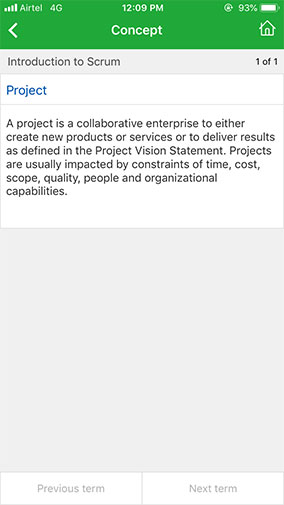 Airtel 4G 12:09 PM 93%
Concept
Introduction to Scrum 1 of 1
Project
A project is a collaborative enterprise to either
create new products or services or to deliver results
as defined in the Project Vision Statement. Projects
are usually impacted by constraints of time, cost,
scope, quality, people and organizational
capabilities.
Previous term Next term